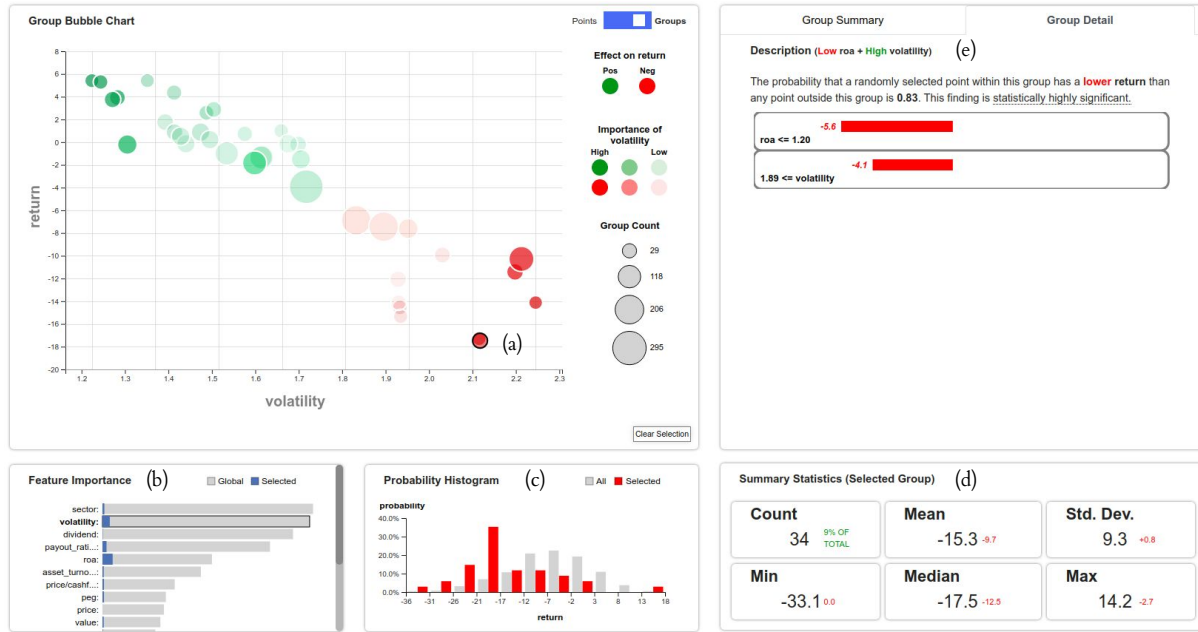 Group Bubble Chart
Points Groups
8
6
4
2
0
-2
-4
-6
-8
-10
-12
-14
-16
-18
-20
return
1.2 1.3 1.4 1.5 1.6 1.7 1.8 1.9 2.0 2.1 2.2 2.3
volatility
(a)
Effect on return
Pos Neg
Importance of
volatility
High Low
Group Count
29
118
206
295
Clear Selection
Group Summary Group Detail
Description (Low roa + High volatility) (e)
The probability that a randomly selected point within this group has a lower return than
any point outside this group is 0.83. This finding is statistically highly significant.
-5.6
roa <= 1.20
-4.1
1.89 <= volatility
Feature Importance (b) Global Selected
sector:
volatility:
dividend:
payout_rati...:
roa:
asset_turno...:
price/cashf...:
peg:
price:
value:
Probability Histogram (c) All Selected
probability
40.0%
30.0%
20.0%
10.0%
0.0%
-36 -31 -26 -21 -17 -12 -7 -2 3 8 13 18
return
Summary Statistics (Selected Group) (d)
Count
34 9% OF
TOTAL
Mean
-15.3 -9.7
Std. Dev.
9.3 +0.8
Min
-33.1 0.0
Median
-17.5 -12.5
Max
14.2 -2.7